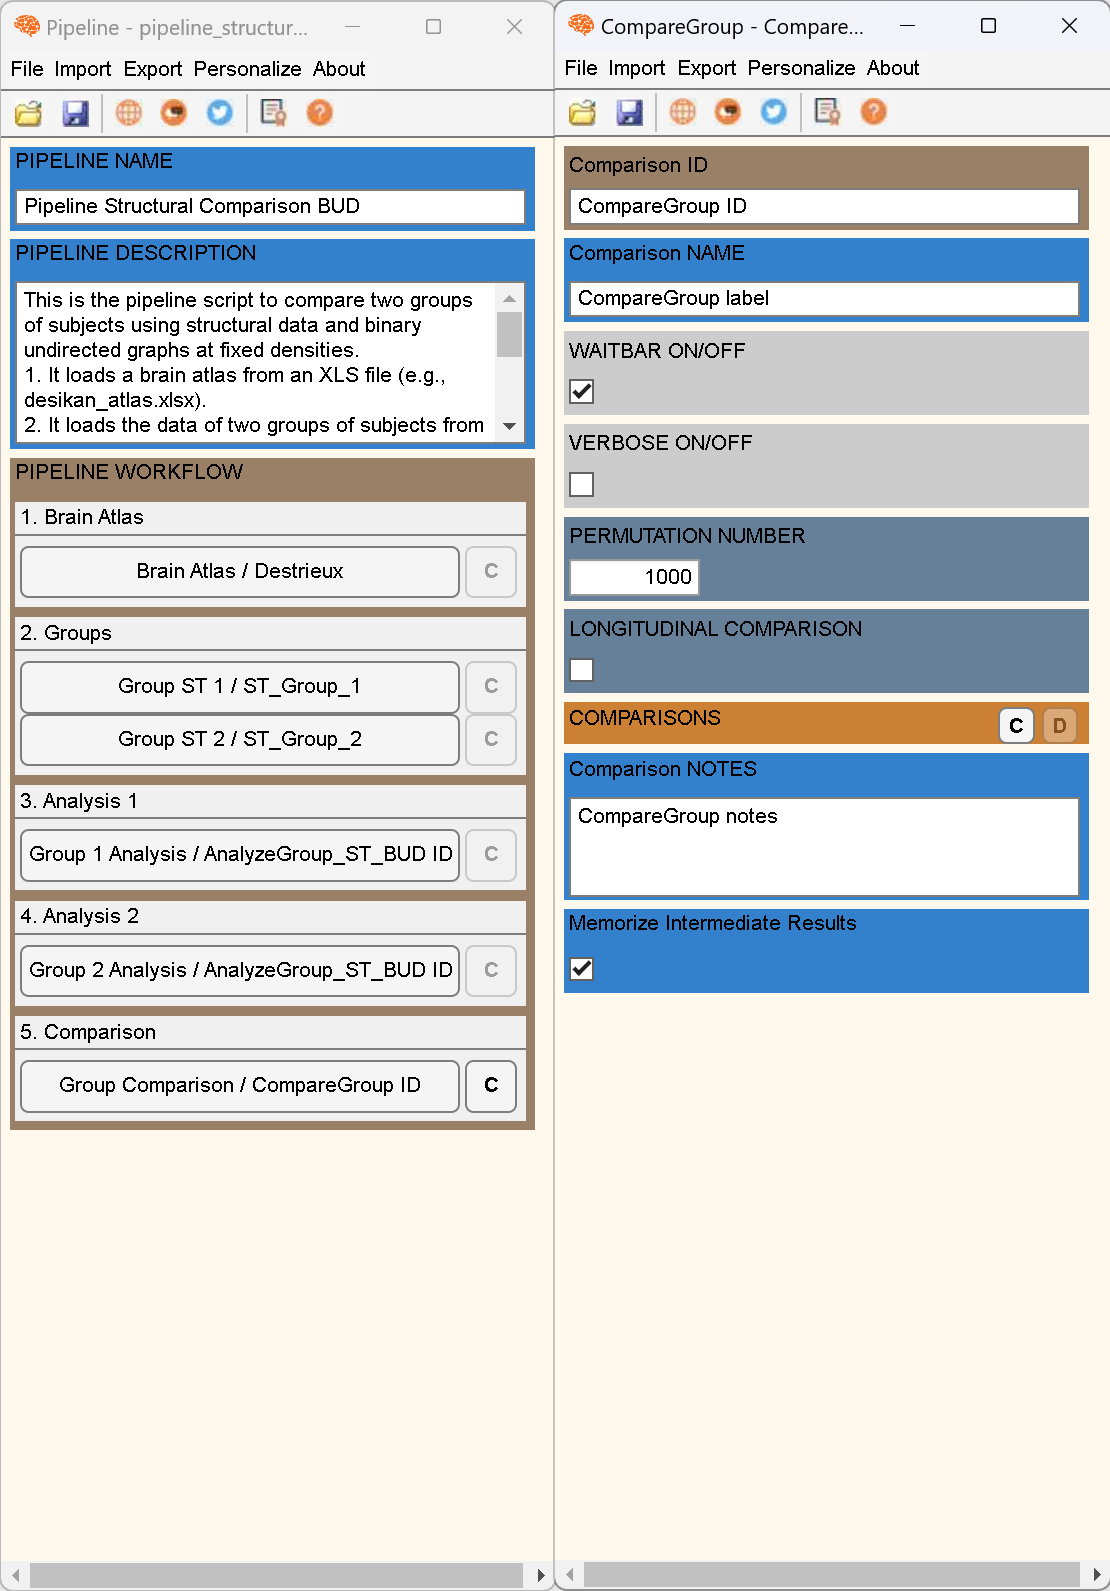 Pipeline - pipeline_structur...
File Import Export Personalize About
PIPELINE NAME
Pipeline Structural Comparison BUD
PIPELINE DESCRIPTION
This is the pipeline script to compare two groups
of subjects using structural data and binary
undirected graphs at fixed densities.
1. It loads a brain atlas from an XLS file (e.g.,
desikan_atlas.xlsx).
2. It loads the data of two groups of subjects from
PIPELINE WORKFLOW
1. Brain Atlas
Brain Atlas / Destrieux C
2. Groups
Group ST 1 / ST_Group_1 C
Group ST 2 / ST_Group_2 C
3. Analysis 1
Group 1 Analysis / AnalyzeGroup_ST_BUD ID C
4. Analysis 2
Group 2 Analysis / AnalyzeGroup_ST_BUD ID C
5. Comparison
Group Comparison / CompareGroup ID C
CompareGroup - Compare...
File Import Export Personalize About
Comparison ID
CompareGroup ID
Comparison NAME
CompareGroup label
WAITBAR ON/OFF
VERBOSE ON/OFF
PERMUTATION NUMBER
1000
LONGITUDINAL COMPARISON
COMPARISONS C D
Comparison NOTES
CompareGroup notes
Memorize Intermediate Results